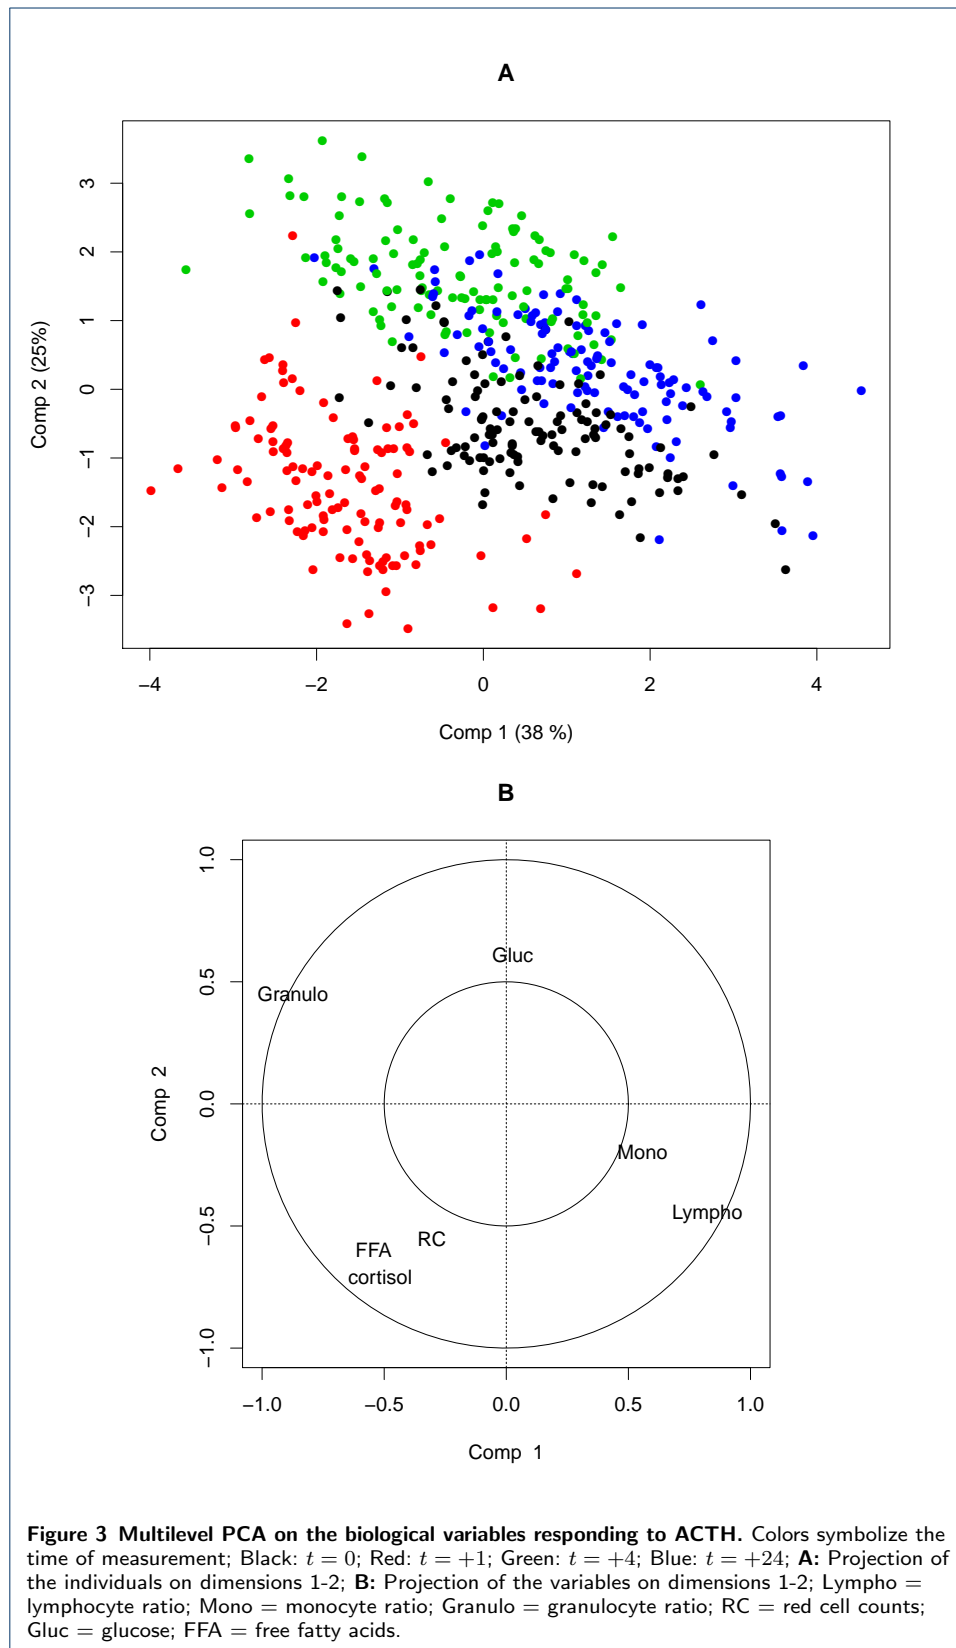 A
Comp 2 (25%)
3
2
1
0
−1
−2
−3
−4
−2
0
2
4
Comp 1 (38 %)
B
Comp 2
1.0
0.5
0.0
−0.5
−1.0
Gluc
Granulo
Mono
Lympho
RC
FFA
cortisol
−1.0
−0.5
0.0
0.5
1.0
Comp 1
Figure 3 Multilevel PCA on the biological variables responding to ACTH. Colors symbolize the
time of measurement; Black: t = 0; Red: t = +1; Green: t = +4; Blue: t = +24; A: Projection of
the individuals on dimensions 1-2; B: Projection of the variables on dimensions 1-2; Lympho =
lymphocyte ratio; Mono = monocyte ratio; Granulo = granulocyte ratio; RC = red cell counts;
Gluc = glucose; FFA = free fatty acids.